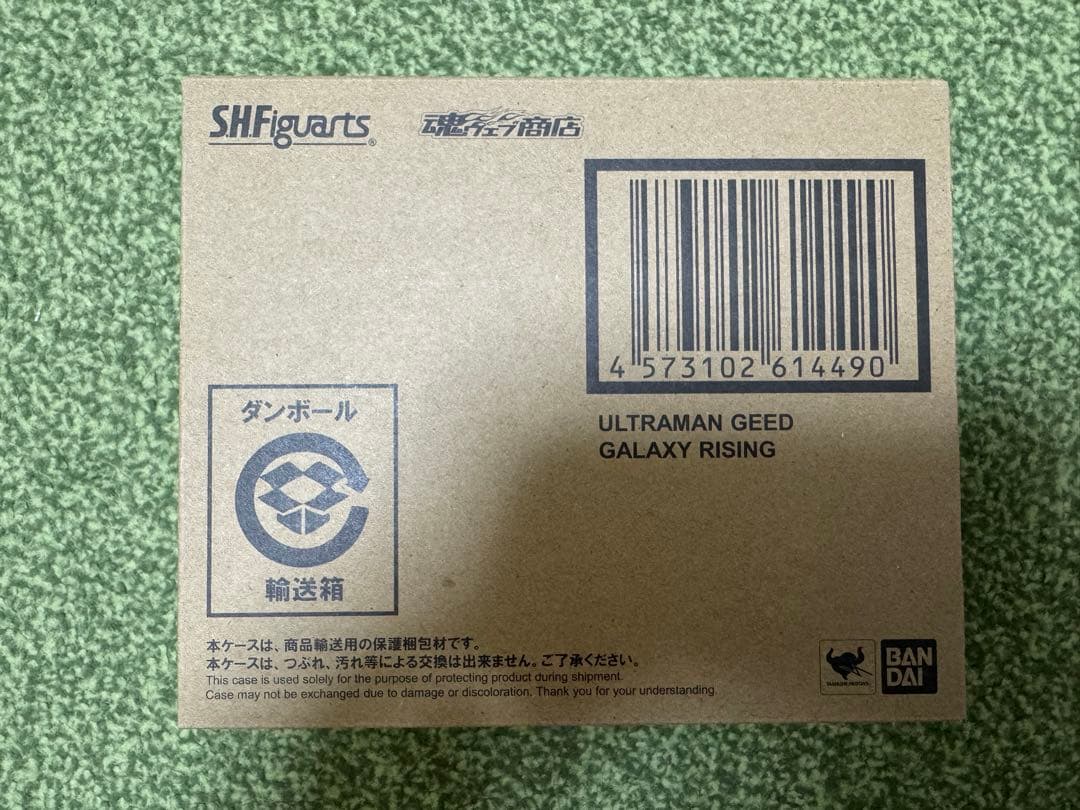 S.H.Figuarts®
魂ウェブ商店
4 573102 614490
ULTRAMAN GEED
GALAXY RISING
ダンボール
輸送箱
本ケースは、商品輸送用の保護梱包材です。
本ケースは、つぶれ、汚れ等による交換は出来ません。ご了承ください。
This case is used solely for the purpose of protecting product during shipment.
Case may not be exchanged due to damage or discoloration. Thank you for your understanding.
TAMASHII NATIONS
BAN
DAI